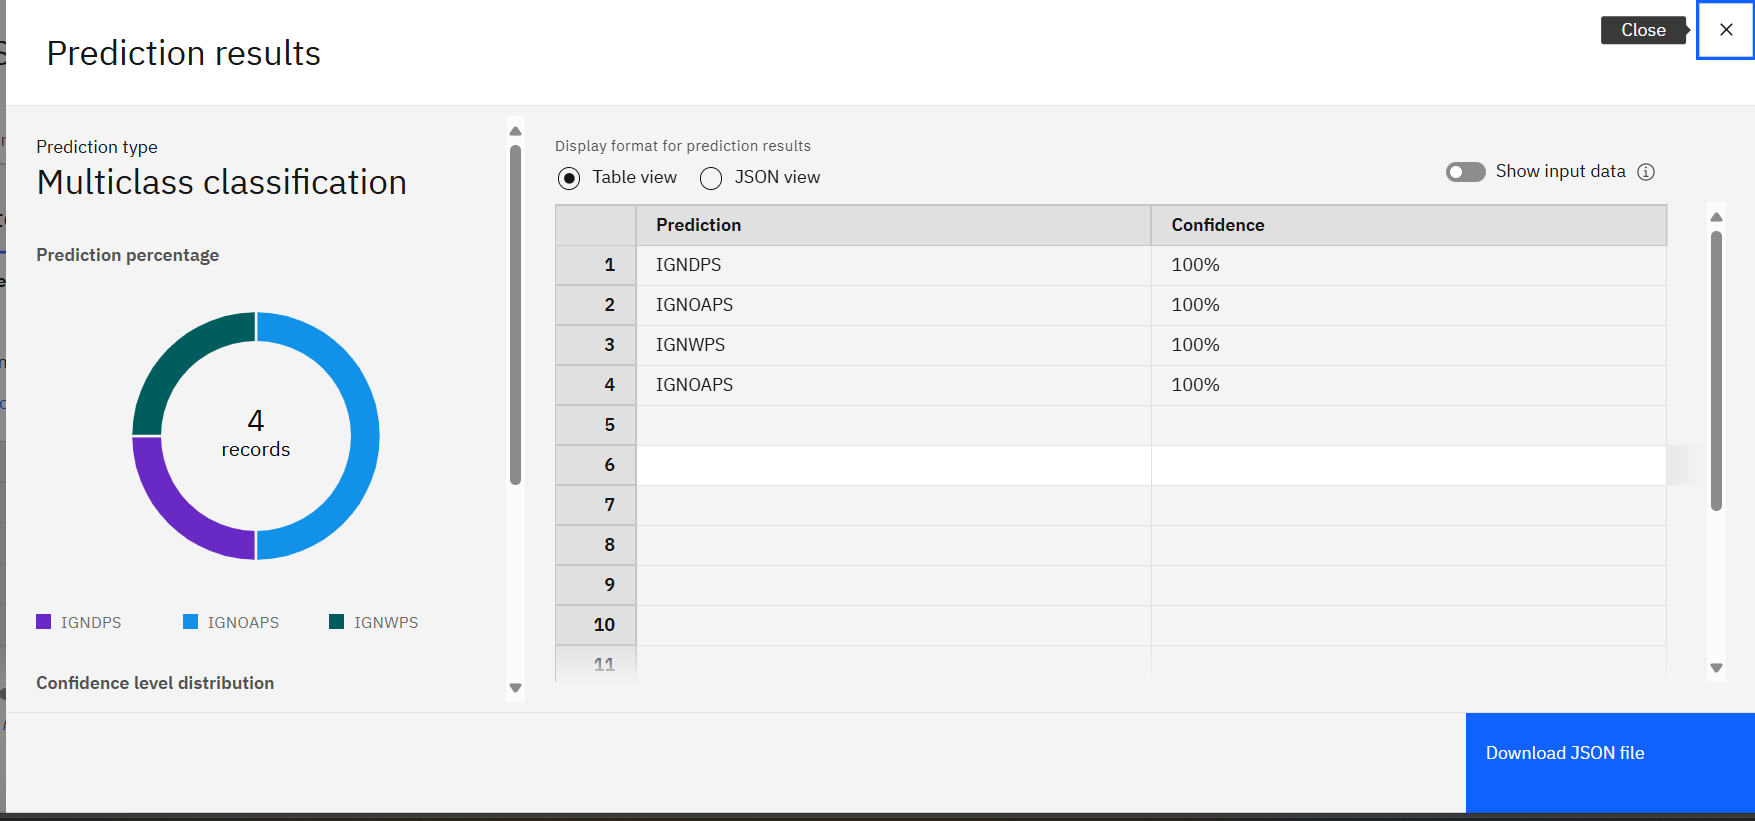 Prediction results
Close
Prediction type
Multiclass classification
Prediction percentage
4
records
IGNDPS IGNOAPS IGNWPS
Confidence level distribution
Display format for prediction results
Table view JSON view
Show input data
Prediction Confidence
1 IGNDPS 100%
2 IGNOAPS 100%
3 IGNWPS 100%
4 IGNOAPS 100%
5
6
7
8
9
10
11
Download JSON file